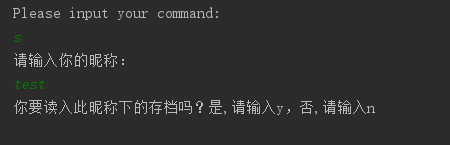 Please input your command:
s
请输入你的昵称:
test
你要读入此昵称下的存档吗？是,请输入y，否,请输入n